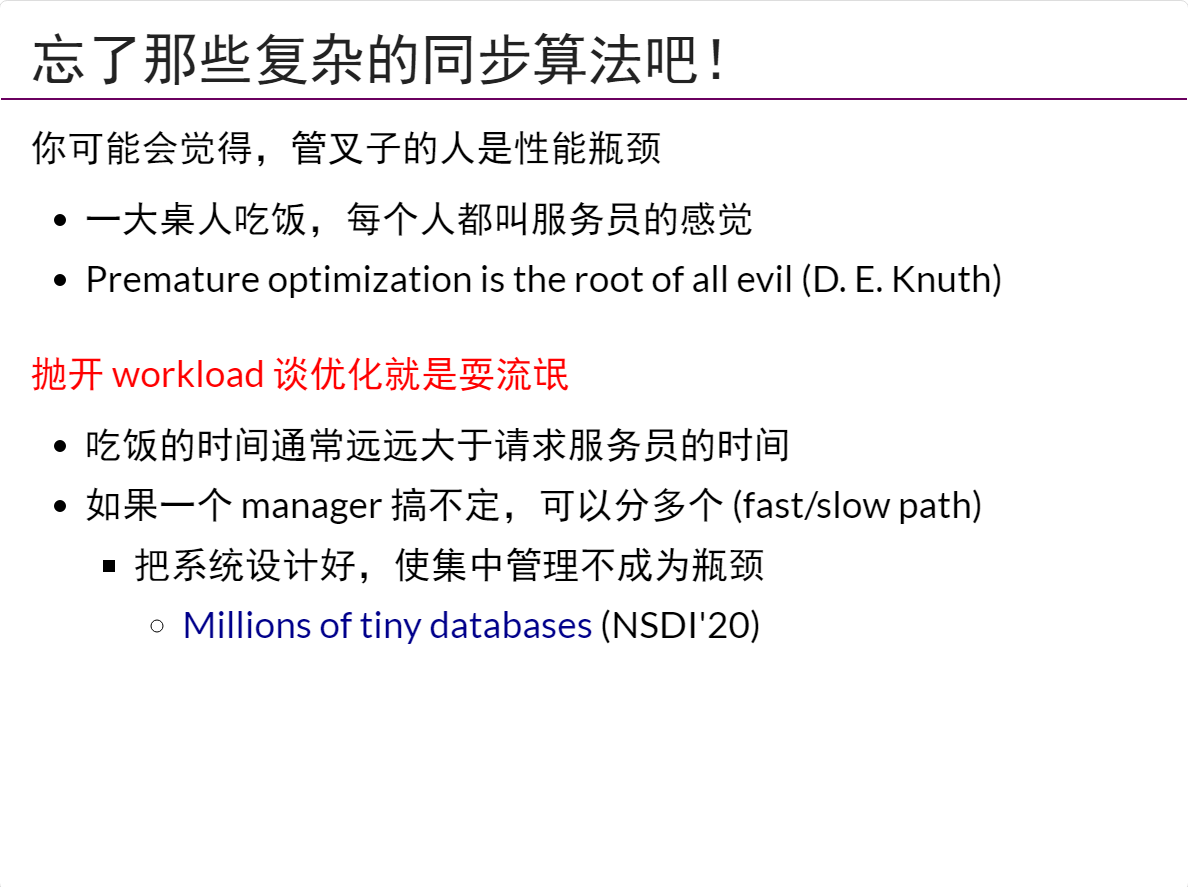 忘了那些复杂的同步算法吧！
你可能会觉得，管叉子的人是性能瓶颈
一大桌人吃饭，每个人都叫服务员的感觉
Premature optimization is the root of all evil (D. E. Knuth)
抛开 workload 谈优化就是耍流氓
吃饭的时间通常远远大于请求服务员的时间
如果一个 manager 搞不定，可以分多个 (fast/slow path)
把系统设计好，使集中管理不成为瓶颈
Millions of tiny databases (NSDI'20)